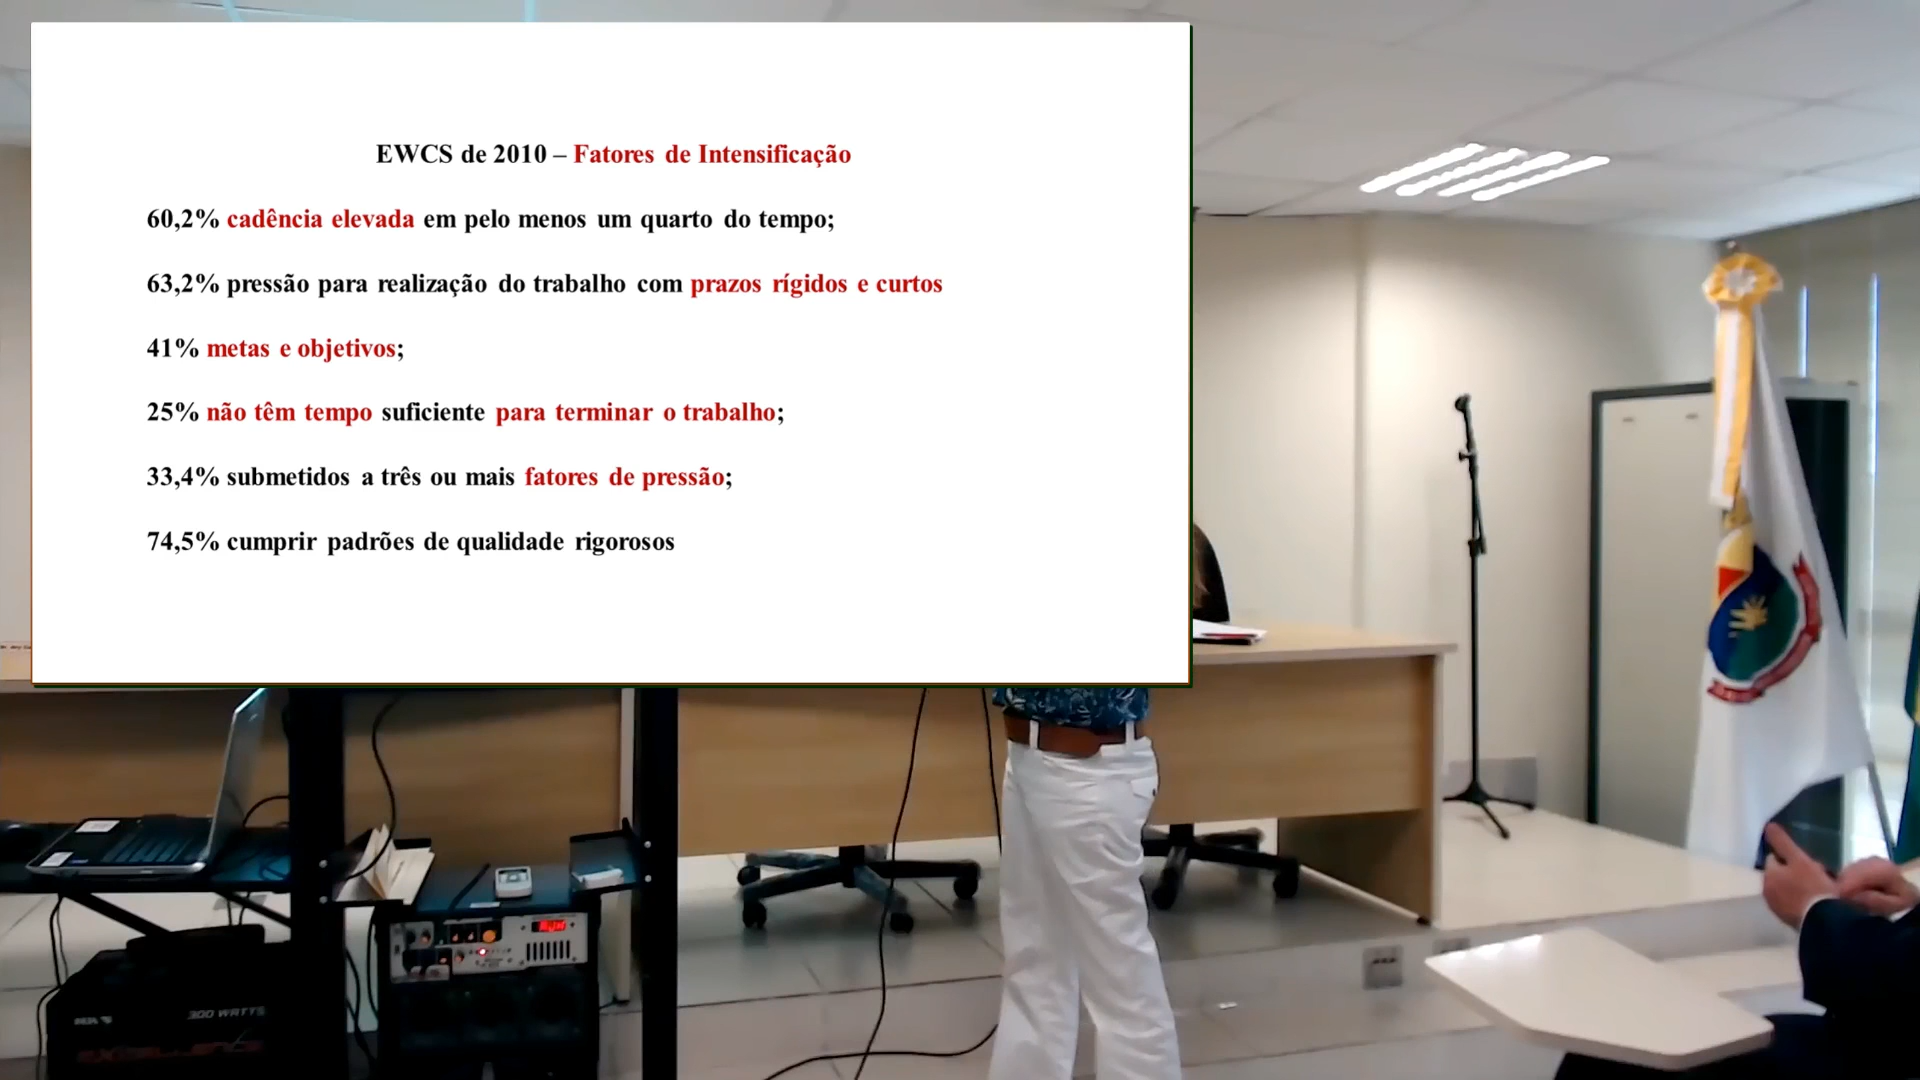 EWCS de 2010 – Fatores de Intensificação
60,2% cadência elevada em pelo menos um quarto do tempo;
63,2% pressão para realização do trabalho com prazos rígidos e curtos
41% metas e objetivos;
25% não têm tempo suficiente para terminar o trabalho;
33,4% submetidos a três ou mais fatores de pressão;
74,5% cumprir padrões de qualidade rigorosos
300 WATTS